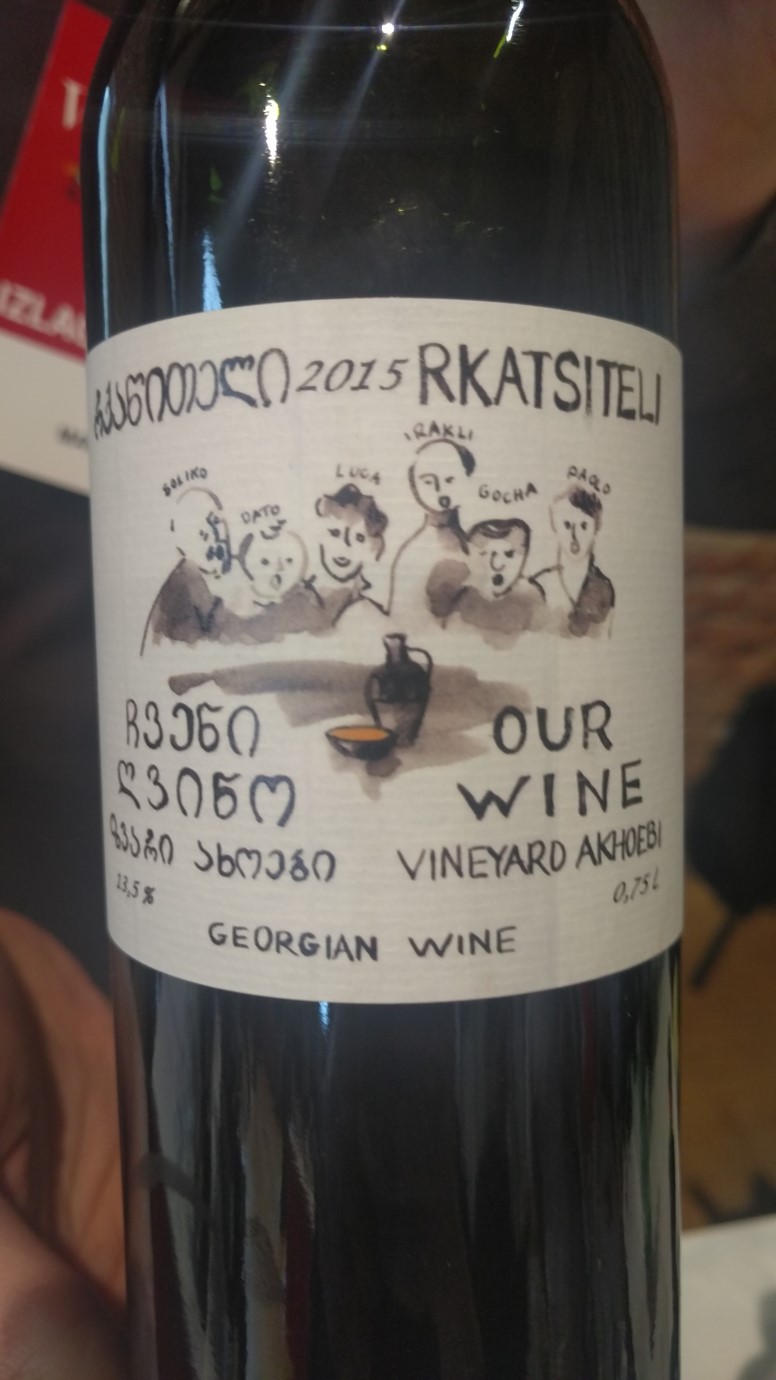 რქაწითელი 2015 RKATSITELI
SOLIKO
DATO
LUCA
IRAKLI
GOCHA
PAOLO
ჩვენი
ღვინო
OUR
WINE
ზვარი ახოები
VINEYARD AKHOEBI
13,5%
0,75 L
GEORGIAN WINE